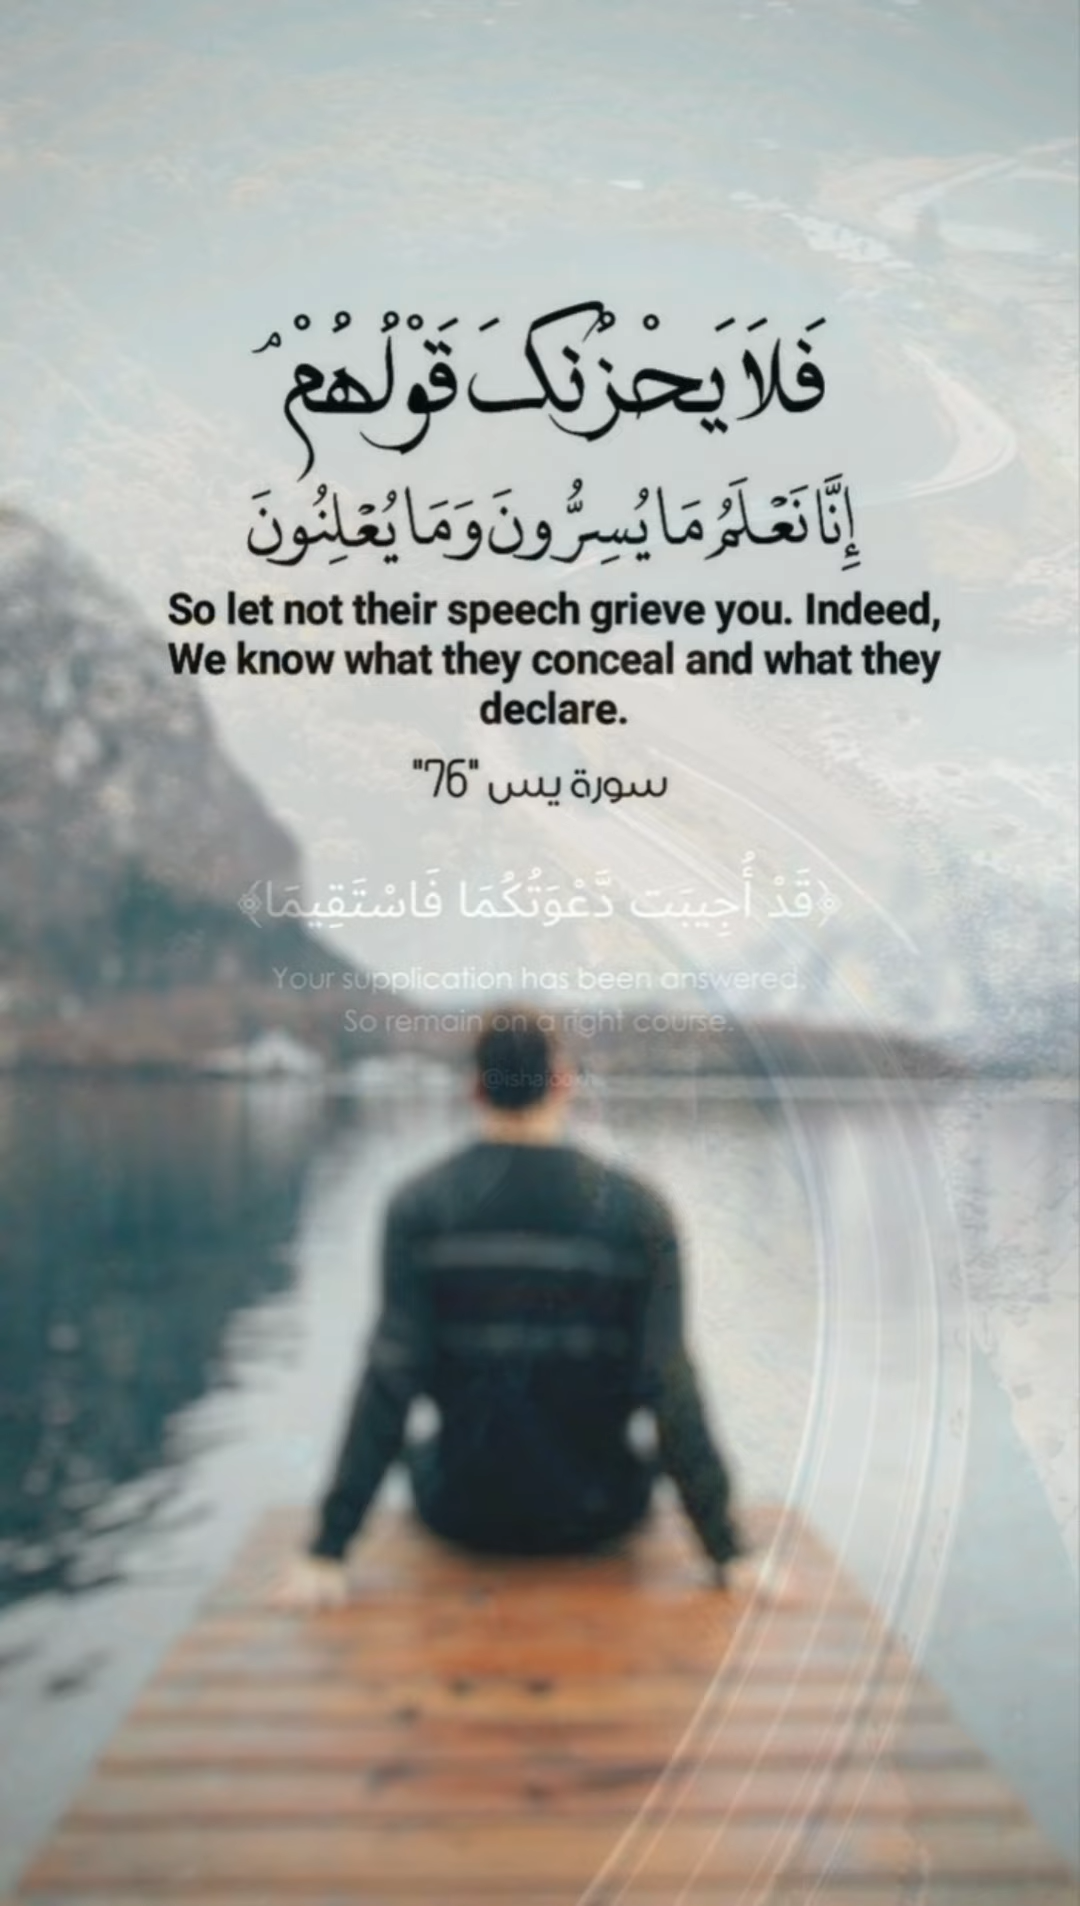 فَلَا يَحْزُنكَ قَوْلُهُمْ ۘ
إِنَّا نَعْلَمُ مَا يُسِرُّونَ وَمَا يُعْلِنُونَ
So let not their speech grieve you. Indeed,
We know what they conceal and what they
declare.
سورة يس "76"
﴿قَدْ أُجِيبَت دَّعْوَتُكُمَا فَاسْتَقِيمَا﴾
Your supplication has been answered.
So remain on a right course.